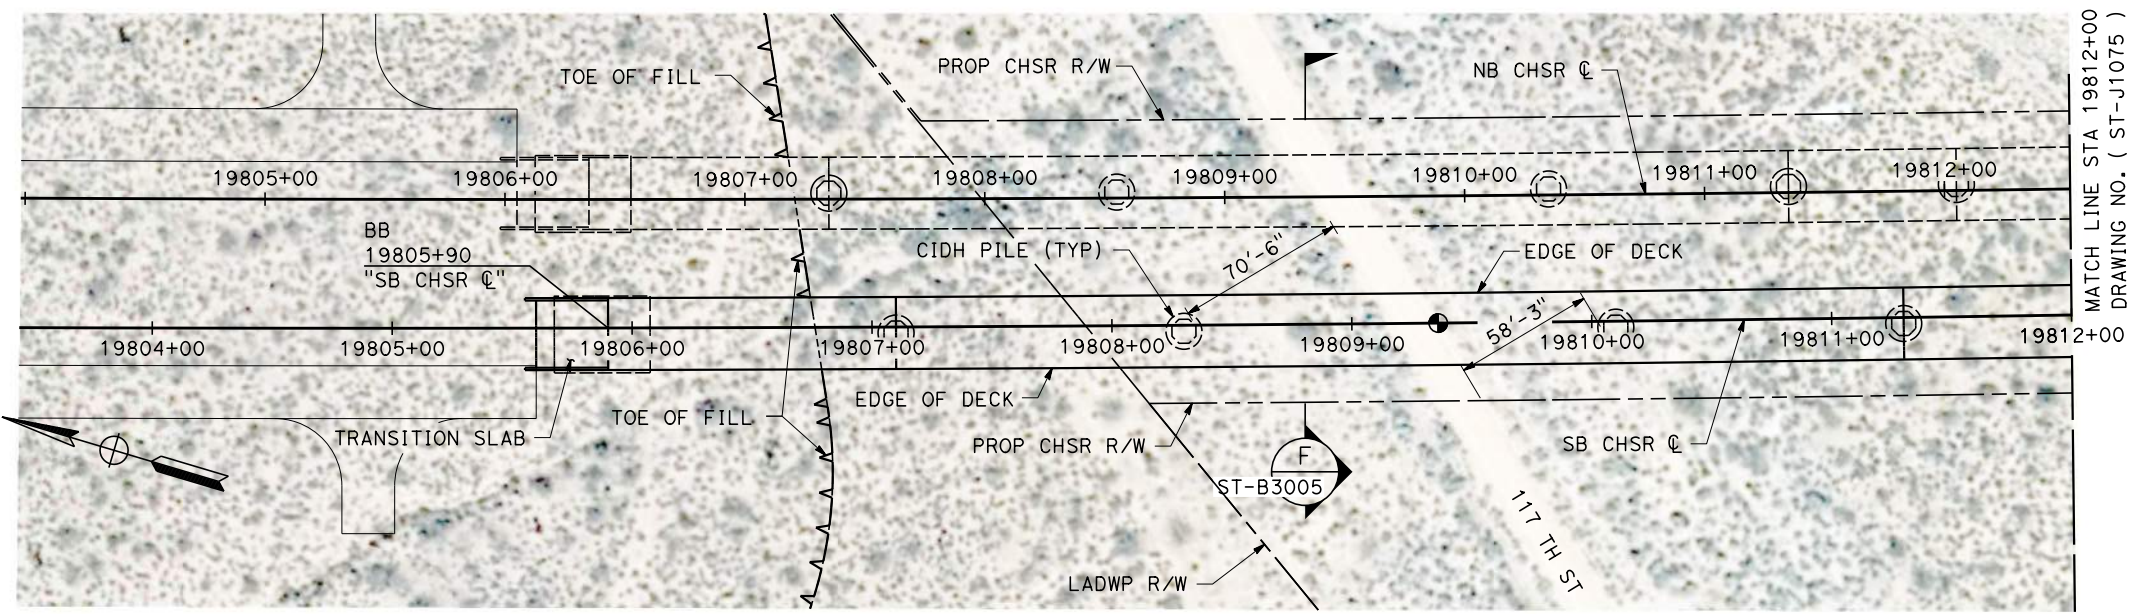 TOE OF FILL
PROP CHSR R/W
NB CHSR ℄
19805+00
19806+00
19807+00
19808+00
19809+00
19810+00
19811+00
19812+00
BB
19805+90
"SB CHSR ℄"
CIDH PILE (TYP)
70'-6"
EDGE OF DECK
58'-3"
19804+00
19805+00
19806+00
19807+00
19808+00
19809+00
19810+00
19811+00
19812+00
TRANSITION SLAB
TOE OF FILL
EDGE OF DECK
PROP CHSR R/W
F
ST-B3005
SB CHSR ℄
117 TH ST
LADWP R/W
MATCH LINE STA 19812+00
DRAWING NO. ( ST-J1075 )